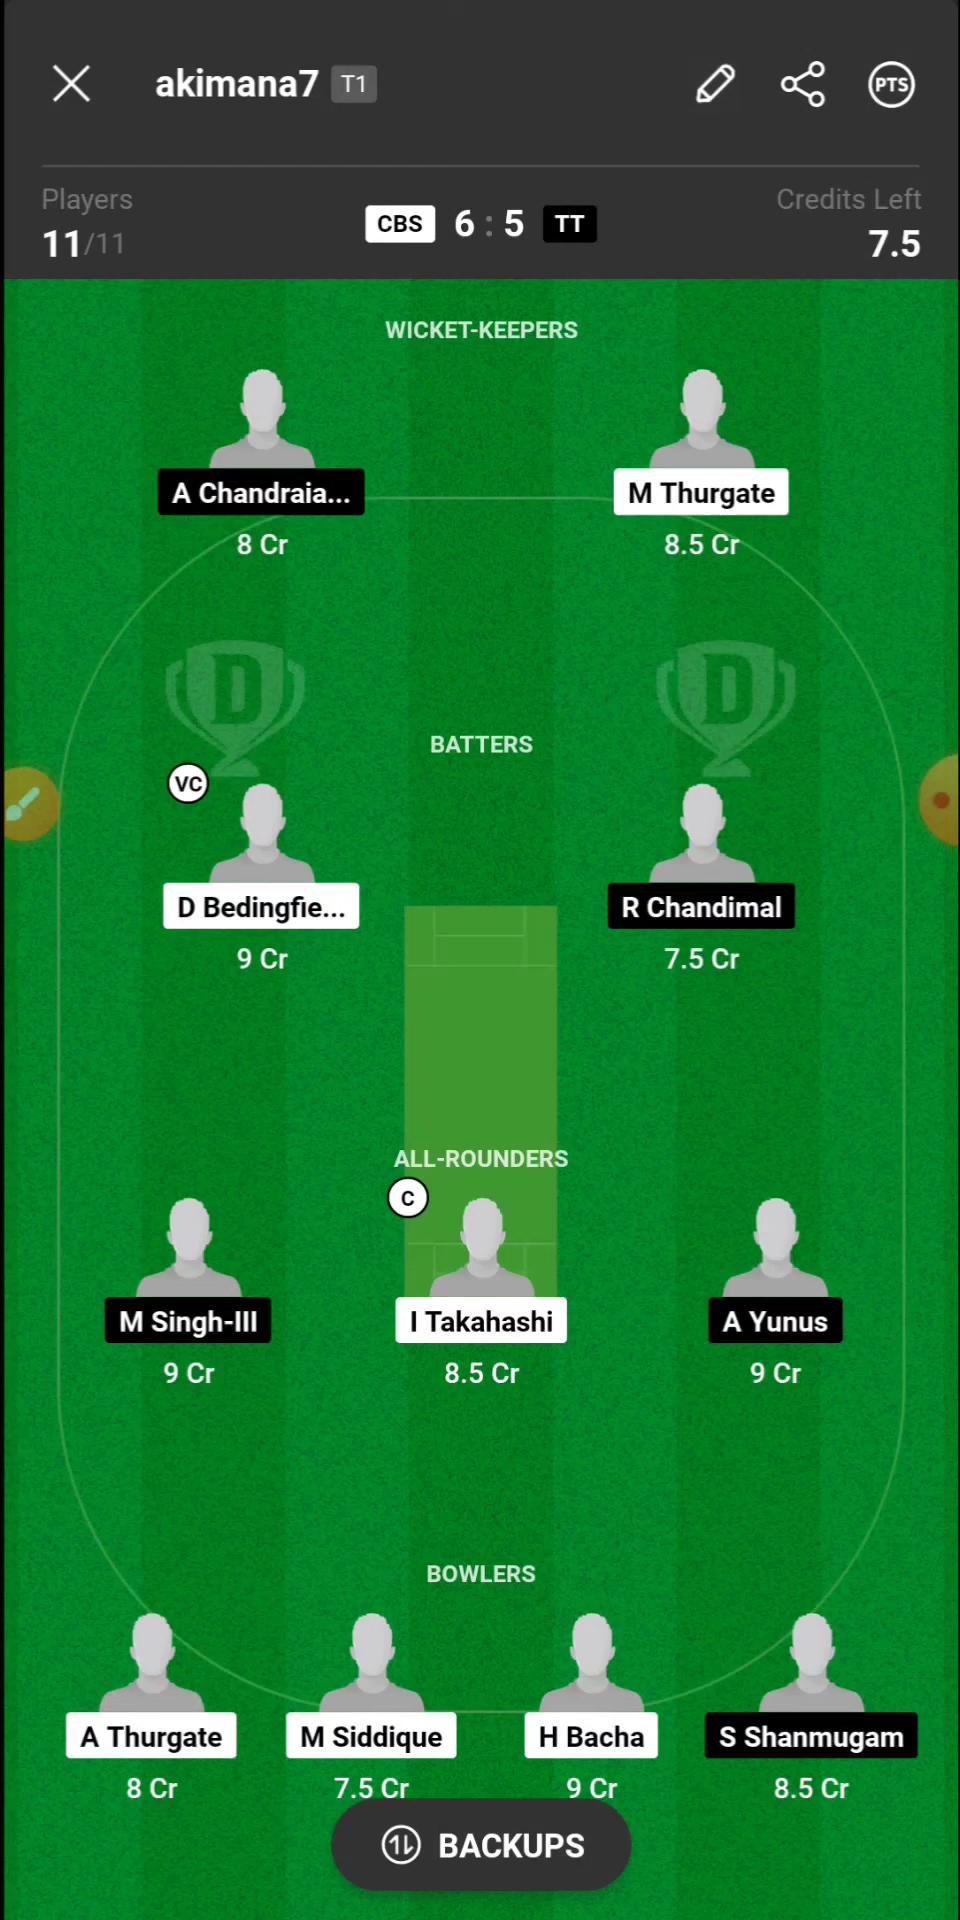 akimana7 T1 PTS
Players Credits Left
CBS 6 : 5 TT
11/11 7.5
WICKET-KEEPERS
A Chandraia... M Thurgate
8 Cr 8.5 Cr
D D
BATTERS
VC
D Bedingfie... R Chandimal
9 Cr 7.5 Cr
ALL-ROUNDERS
C
M Singh-III I Takahashi A Yunus
9 Cr 8.5 Cr 9 Cr
BOWLERS
A Thurgate M Siddique H Bacha S Shanmugam
8 Cr 7.5 Cr 9 Cr 8.5 Cr
BACKUPS